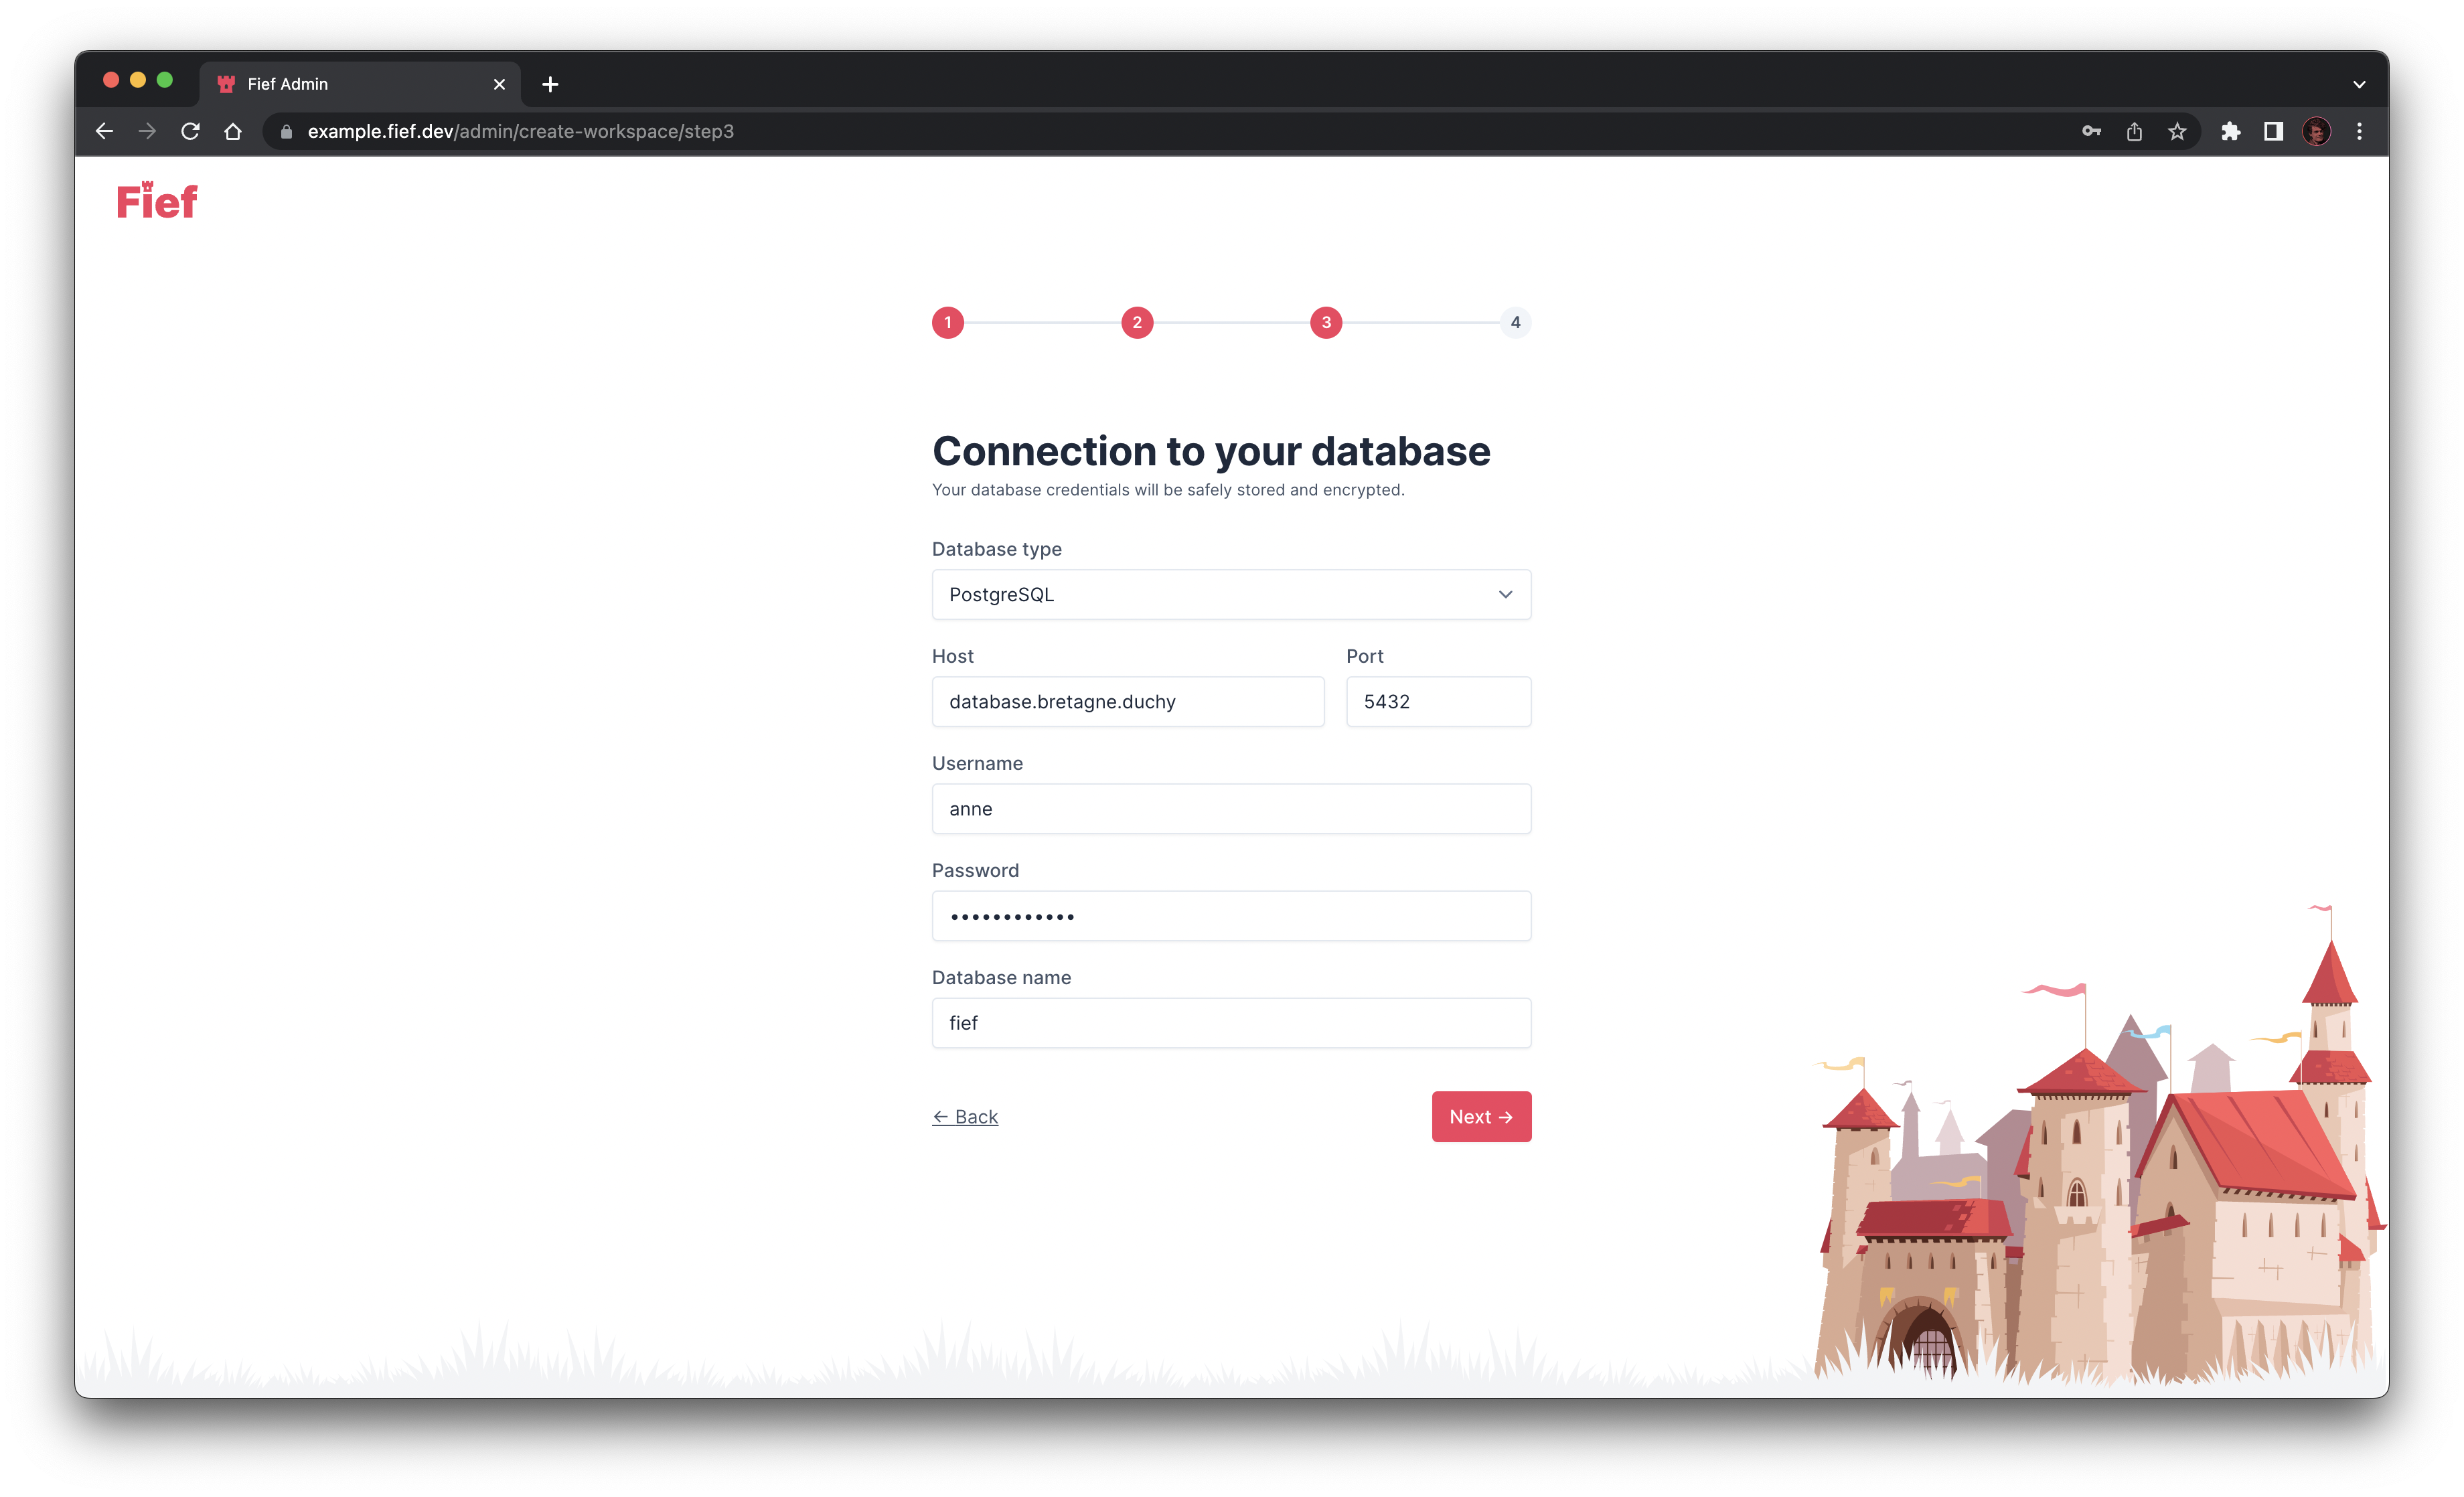 Fief Admin
example.fief.dev/admin/create-workspace/step3
Fief
1 2 3 4
Connection to your database
Your database credentials will be safely stored and encrypted.
Database type
PostgreSQL
Host Port
database.bretagne.duchy 5432
Username
anne
Password
••••••••••••
Database name
fief
← Back Next →